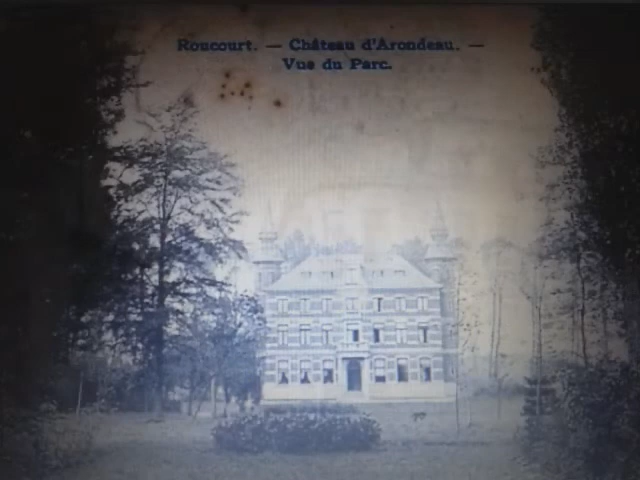 Roucourt. — Château d'Arondeau. —
Vue du Parc.